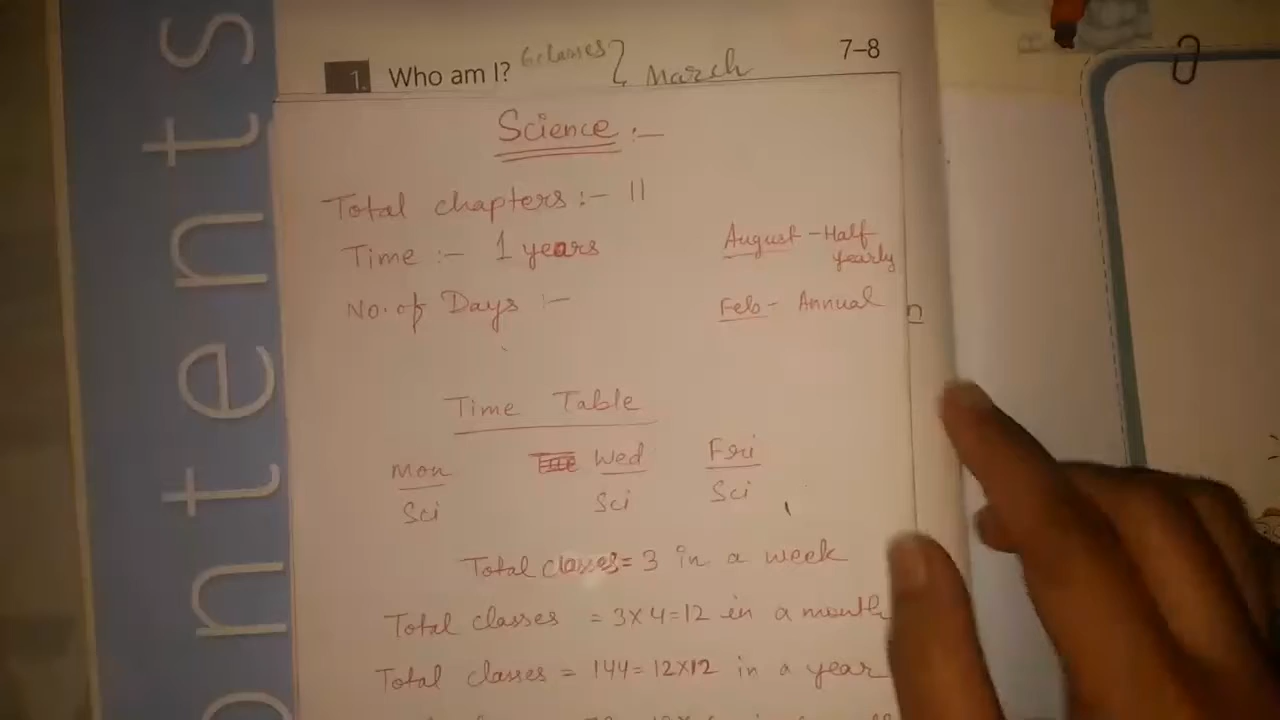 ontents
1. Who am I? 6 classes March 7–8
Science :—
Total chapters :— 11
Time :— 1 years
August - Half yearly
No. of Days :—
Feb - Annual
Time Table
Mon Wed Fri
Sci Sci Sci
Total classes = 3 in a week
Total classes = 3×4=12 in a month
Total classes = 144=12×12 in a year